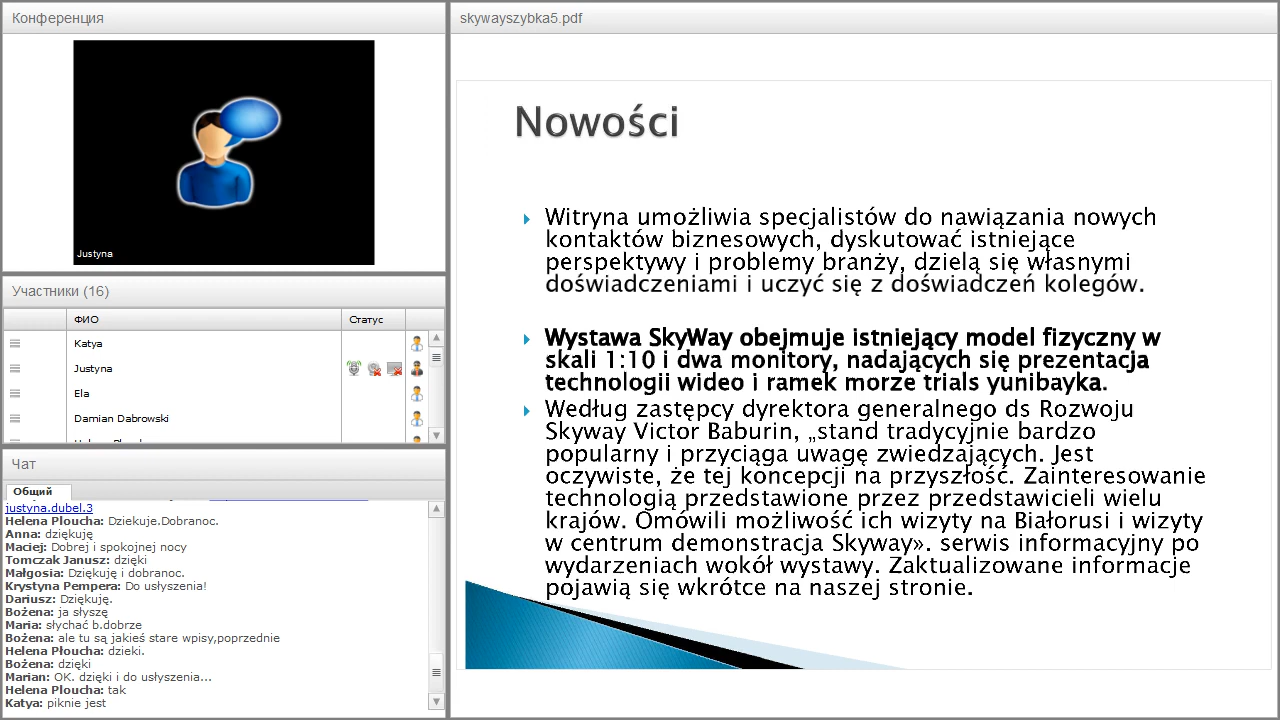 Конференция
Justyna
Участники (16)
ФИО
Статус
Katya
Justyna
Ela
Damian Dabrowski
Чат
Общий
justyna.dubel.3
Helena Ploucha: Dziekuje.Dobranoc.
Anna: dziękuję
Maciej: Dobrej i spokojnej nocy
Tomczak Janusz: dzięki
Małgosia: Dziękuję i dobranoc.
Krystyna Pempera: Do usłyszenia!
Dariusz: Dziękuję.
Bożena: ja słyszę
Maria: słychać b.dobrze
Bożena: ale tu są jakieś stare wpisy,poprzednie
Helena Ploucha: dzieki.
Bożena: dzięki
Marian: OK. dzięki i do usłyszenia...
Helena Ploucha: tak
Katya: piknie jest
skywayszybka5.pdf
Nowości
Witryna umożliwia specjalistów do nawiązania nowych
kontaktów biznesowych, dyskutować istniejące
perspektywy i problemy branży, dzielą się własnymi
doświadczeniami i uczyć się z doświadczeń kolegów.
Wystawa SkyWay obejmuje istniejący model fizyczny w
skali 1:10 i dwa monitory, nadających się prezentacja
technologii wideo i ramek morze trials yunibayka.
Według zastępcy dyrektora generalnego ds Rozwoju
Skyway Victor Baburin, „stand tradycyjnie bardzo
popularny i przyciąga uwagę zwiedzających. Jest
oczywiste, że tej koncepcji na przyszłość. Zainteresowanie
technologią przedstawione przez przedstawicieli wielu
krajów. Omówili możliwość ich wizyty na Białorusi i wizyty
w centrum demonstracja Skyway». serwis informacyjny po
wydarzeniach wokół wystawy. Zaktualizowane informacje
pojawią się wkrótce na naszej stronie.